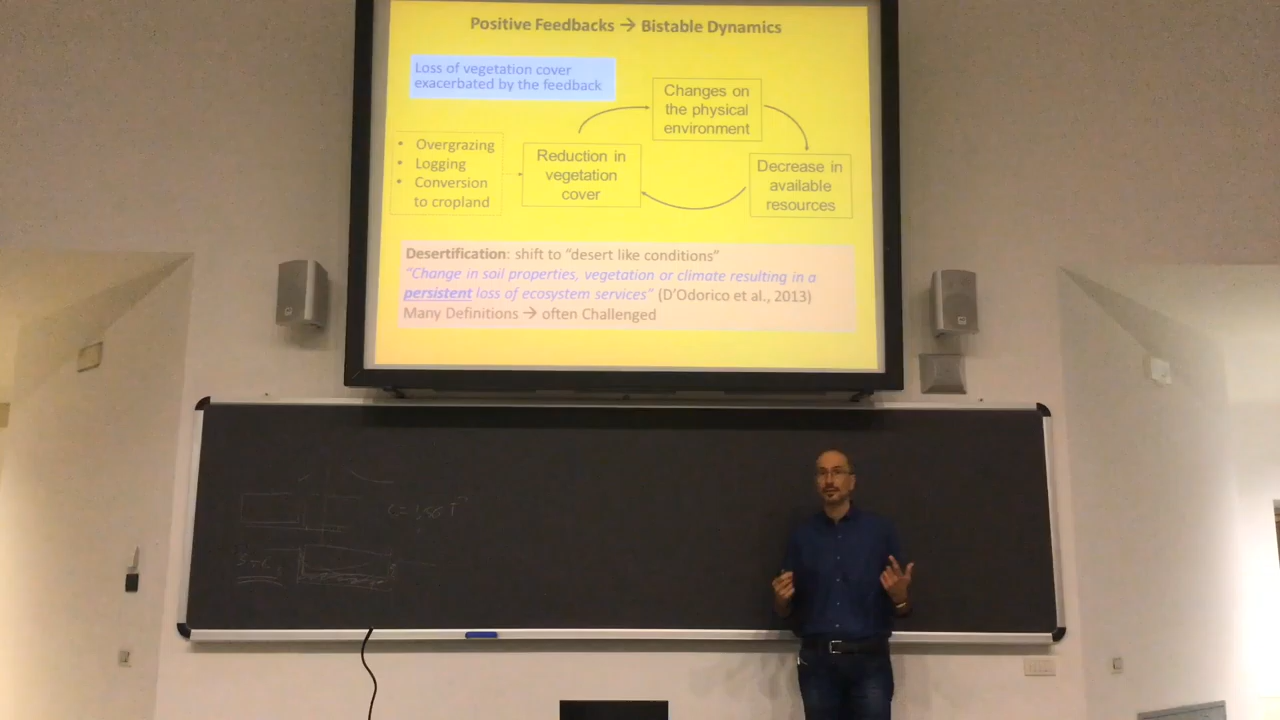 Positive Feedbacks → Bistable Dynamics
Loss of vegetation cover
exacerbated by the feedback
Changes on
the physical
environment
• Overgrazing
• Logging
• Conversion
to cropland
Reduction in
vegetation
cover
Decrease in
available
resources
Desertification: shift to “desert like conditions”
“Change in soil properties, vegetation or climate resulting in a
persistent loss of ecosystem services” (D’Odorico et al., 2013)
Many Definitions → often Challenged